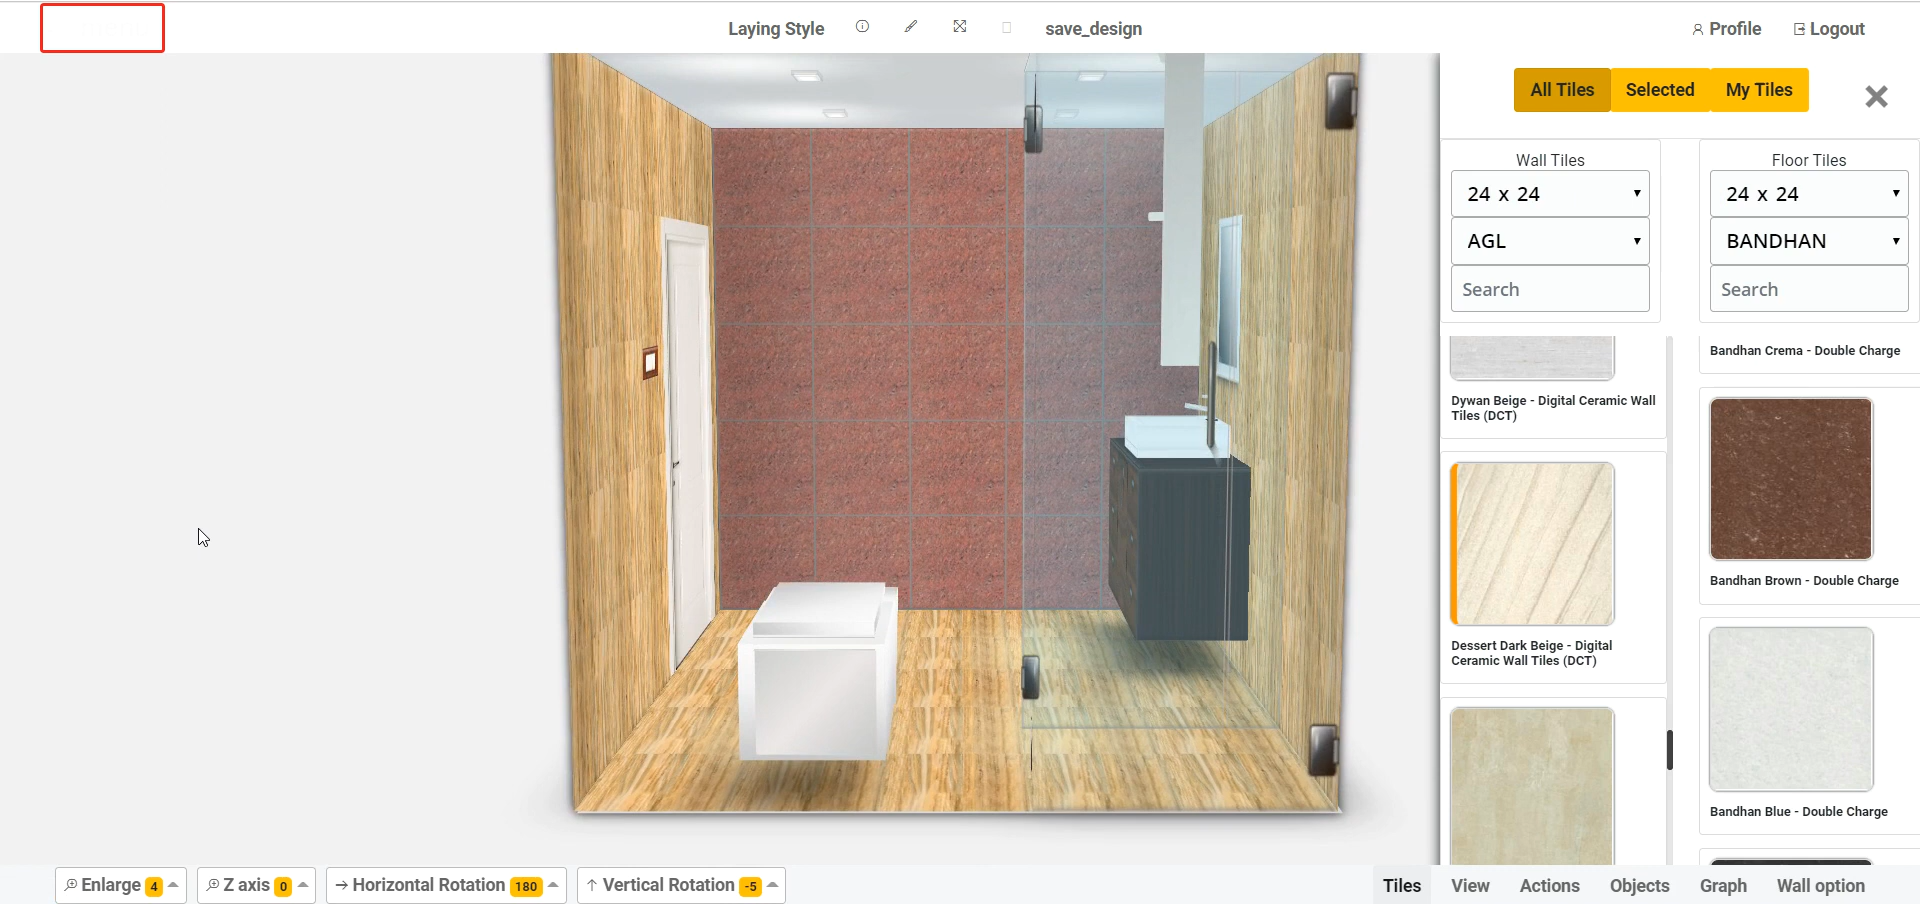 Laying Style
save_design
Profile
Logout
All Tiles
Selected
My Tiles
Wall Tiles
24 x 24
AGL
Search
Floor Tiles
24 x 24
BANDHAN
Search
Dywan Beige - Digital Ceramic Wall
Tiles (DCT)
Dessert Dark Beige - Digital
Ceramic Wall Tiles (DCT)
Bandhan Crema - Double Charge
Bandhan Brown - Double Charge
Bandhan Blue - Double Charge
Enlarge 4
Z axis 0
Horizontal Rotation 180
Vertical Rotation -5
Tiles
View
Actions
Objects
Graph
Wall option